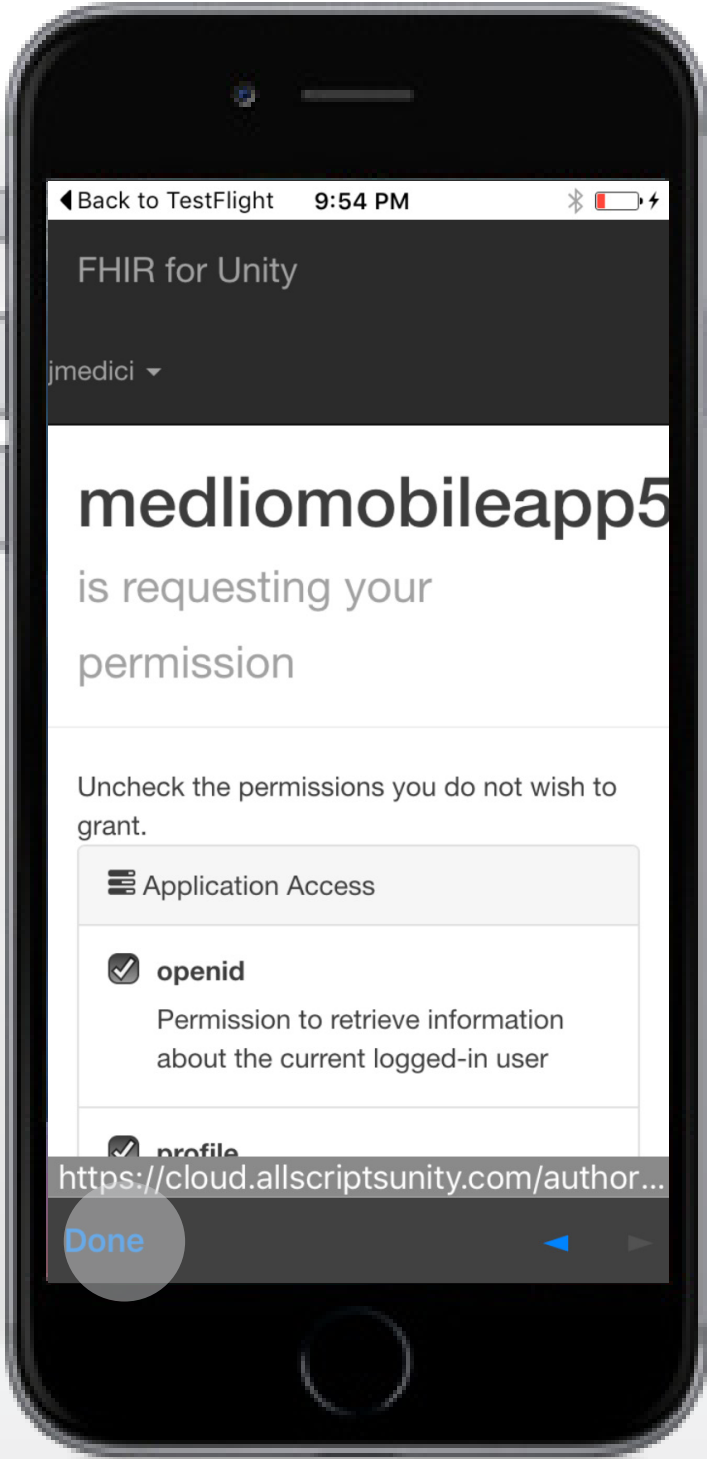 Back to TestFlight 9:54 PM
FHIR for Unity
jmedici
medliomobileapp5
is requesting your
permission
Uncheck the permissions you do not wish to
grant.
Application Access
openid
Permission to retrieve information
about the current logged-in user
profile
https://cloud.allscriptsunity.com/author...
Done